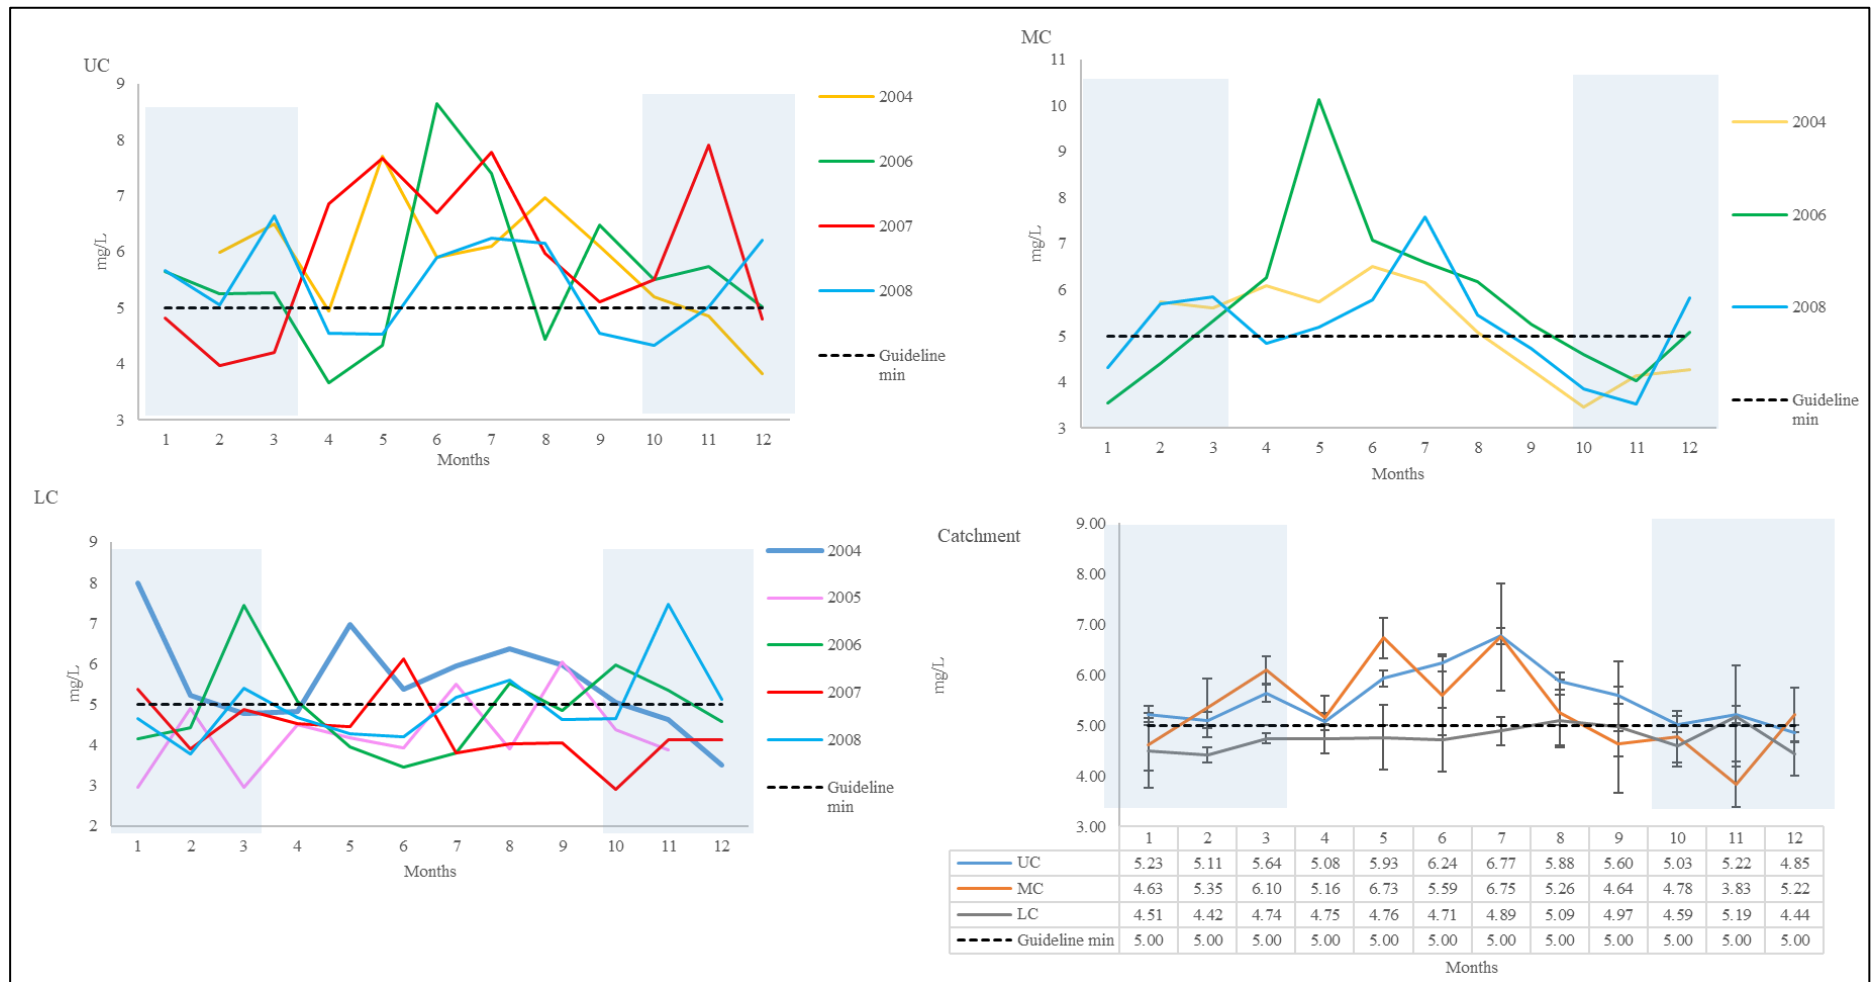 UC
9
8
7
6
5
4
3
mg/L
1 2 3 4 5 6 7 8 9 10 11 12
Months
2004
2006
2007
2008
Guideline
min
MC
11
10
9
8
7
6
5
4
3
mg/L
1 2 3 4 5 6 7 8 9 10 11 12
Months
2004
2006
2008
Guideline
min
LC
9
8
7
6
5
4
3
2
mg/L
1 2 3 4 5 6 7 8 9 10 11 12
Months
2004
2005
2006
2007
2008
Guideline
min
Catchment
9.00
8.00
7.00
6.00
5.00
4.00
3.00
mg/L
1 2 3 4 5 6 7 8 9 10 11 12
UC 5.23 5.11 5.64 5.08 5.93 6.24 6.77 5.88 5.60 5.03 5.22 4.85
MC 4.63 5.35 6.10 5.16 6.73 5.59 6.75 5.26 4.64 4.78 3.83 5.22
LC 4.51 4.42 4.74 4.75 4.76 4.71 4.89 5.09 4.97 4.59 5.19 4.44
Guideline min 5.00 5.00 5.00 5.00 5.00 5.00 5.00 5.00 5.00 5.00 5.00 5.00
Months